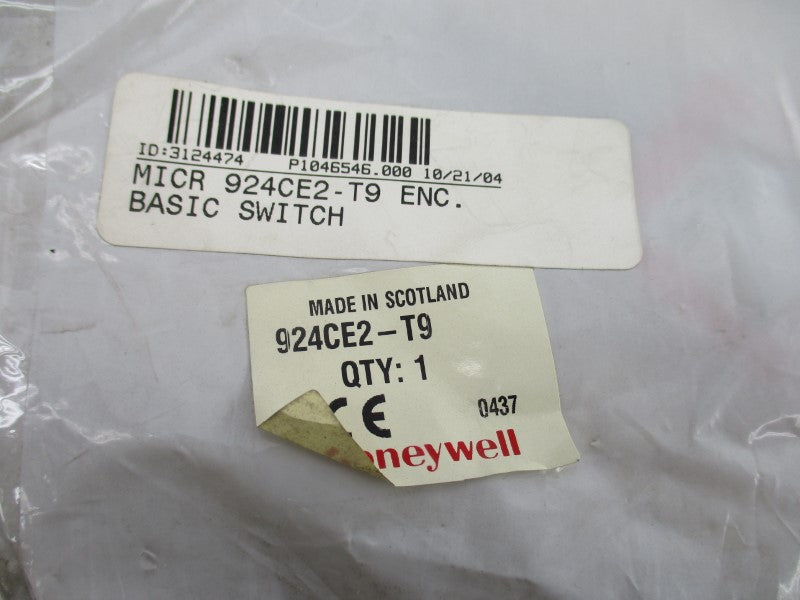 ID:3124474 P1046546.000 10/21/04
MICR 924CE2-T9 ENC.
BASIC SWITCH
MADE IN SCOTLAND
924CE2-T9
QTY: 1
CE 0437
oneywell